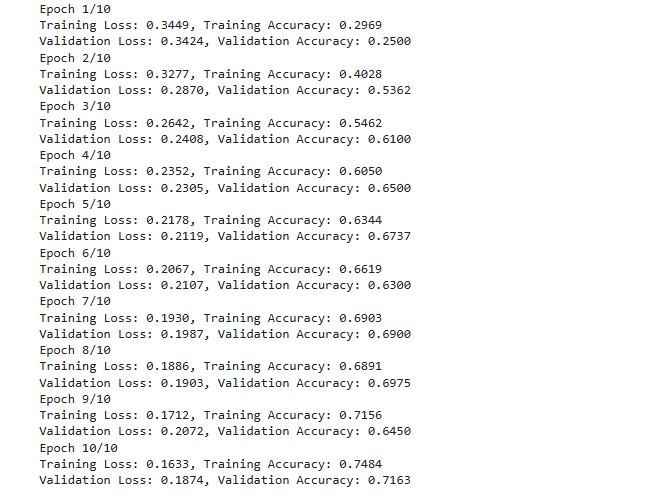 Epoch 1/10
Training Loss: 0.3449, Training Accuracy: 0.2969
Validation Loss: 0.3424, Validation Accuracy: 0.2500
Epoch 2/10
Training Loss: 0.3277, Training Accuracy: 0.4028
Validation Loss: 0.2870, Validation Accuracy: 0.5362
Epoch 3/10
Training Loss: 0.2642, Training Accuracy: 0.5462
Validation Loss: 0.2408, Validation Accuracy: 0.6100
Epoch 4/10
Training Loss: 0.2352, Training Accuracy: 0.6050
Validation Loss: 0.2305, Validation Accuracy: 0.6500
Epoch 5/10
Training Loss: 0.2178, Training Accuracy: 0.6344
Validation Loss: 0.2119, Validation Accuracy: 0.6737
Epoch 6/10
Training Loss: 0.2067, Training Accuracy: 0.6619
Validation Loss: 0.2107, Validation Accuracy: 0.6300
Epoch 7/10
Training Loss: 0.1930, Training Accuracy: 0.6903
Validation Loss: 0.1987, Validation Accuracy: 0.6900
Epoch 8/10
Training Loss: 0.1886, Training Accuracy: 0.6891
Validation Loss: 0.1903, Validation Accuracy: 0.6975
Epoch 9/10
Training Loss: 0.1712, Training Accuracy: 0.7156
Validation Loss: 0.2072, Validation Accuracy: 0.6450
Epoch 10/10
Training Loss: 0.1633, Training Accuracy: 0.7484
Validation Loss: 0.1874, Validation Accuracy: 0.7163